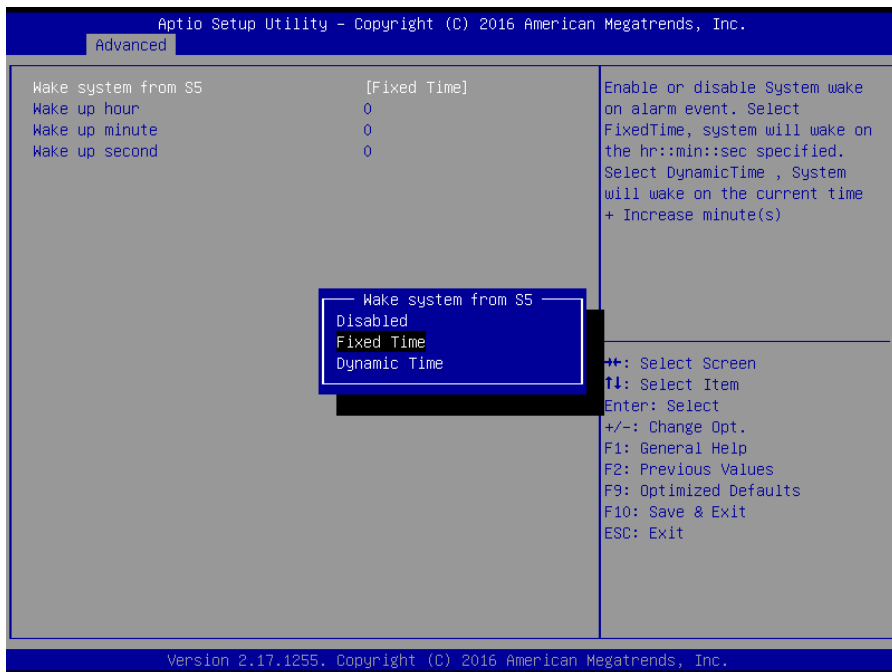 Aptio Setup Utility – Copyright (C) 2016 American Megatrends, Inc.
Advanced
Wake system from S5 [Fixed Time]
Wake up hour 0
Wake up minute 0
Wake up second 0
Enable or disable System wake
on alarm event. Select
FixedTime, system will wake on
the hr::min::sec specified.
Select DynamicTime , System
will wake on the current time
+ Increase minute(s)
Wake system from S5
Disabled
Fixed Time
Dynamic Time
→←: Select Screen
↑↓: Select Item
Enter: Select
+/-: Change Opt.
F1: General Help
F2: Previous Values
F9: Optimized Defaults
F10: Save & Exit
ESC: Exit
Version 2.17.1255. Copyright (C) 2016 American Megatrends, Inc.